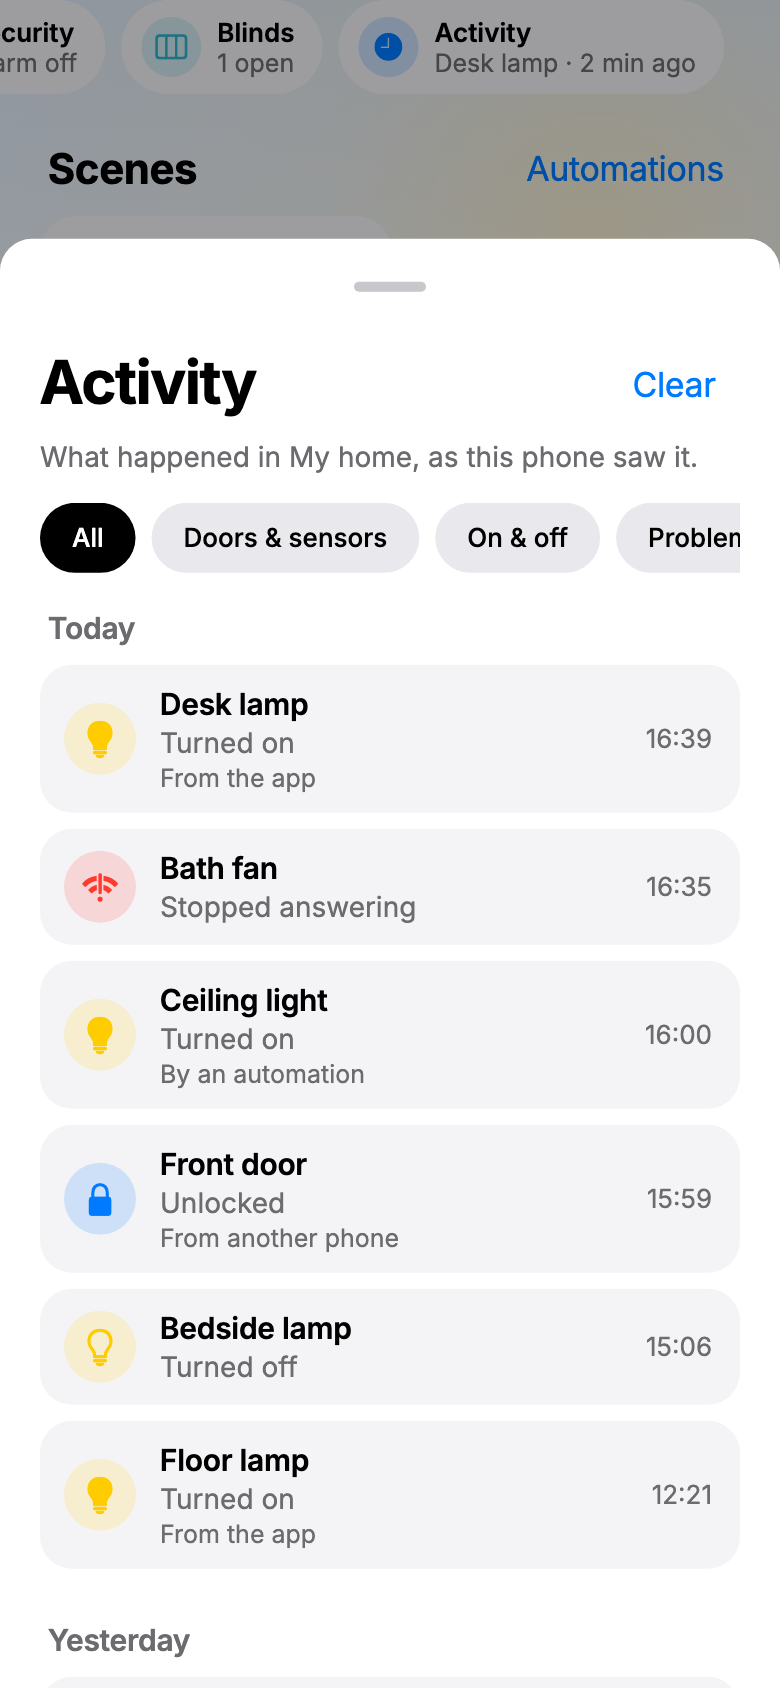 curity
arm off
Blinds
1 open
Activity
Desk lamp · 2 min ago
Scenes
Automations
Activity
Clear
What happened in My home, as this phone saw it.
All
Doors & sensors
On & off
Problem
Today
Desk lamp
Turned on
From the app
16:39
Bath fan
Stopped answering
16:35
Ceiling light
Turned on
By an automation
16:00
Front door
Unlocked
From another phone
15:59
Bedside lamp
Turned off
15:06
Floor lamp
Turned on
From the app
12:21
Yesterday